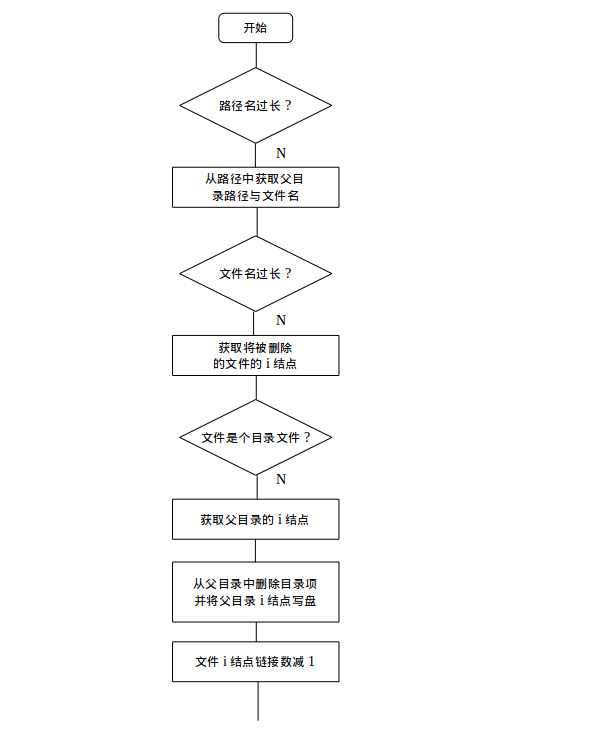 开始
路径名过长？
N
从路径中获取父目
录路径与文件名
文件名过长？
N
获取将被删除
的文件的 i 结点
文件是个目录文件？
N
获取父目录的 i 结点
从父目录中删除目录项
并将父目录 i 结点写盘
文件 i 结点链接数减 1